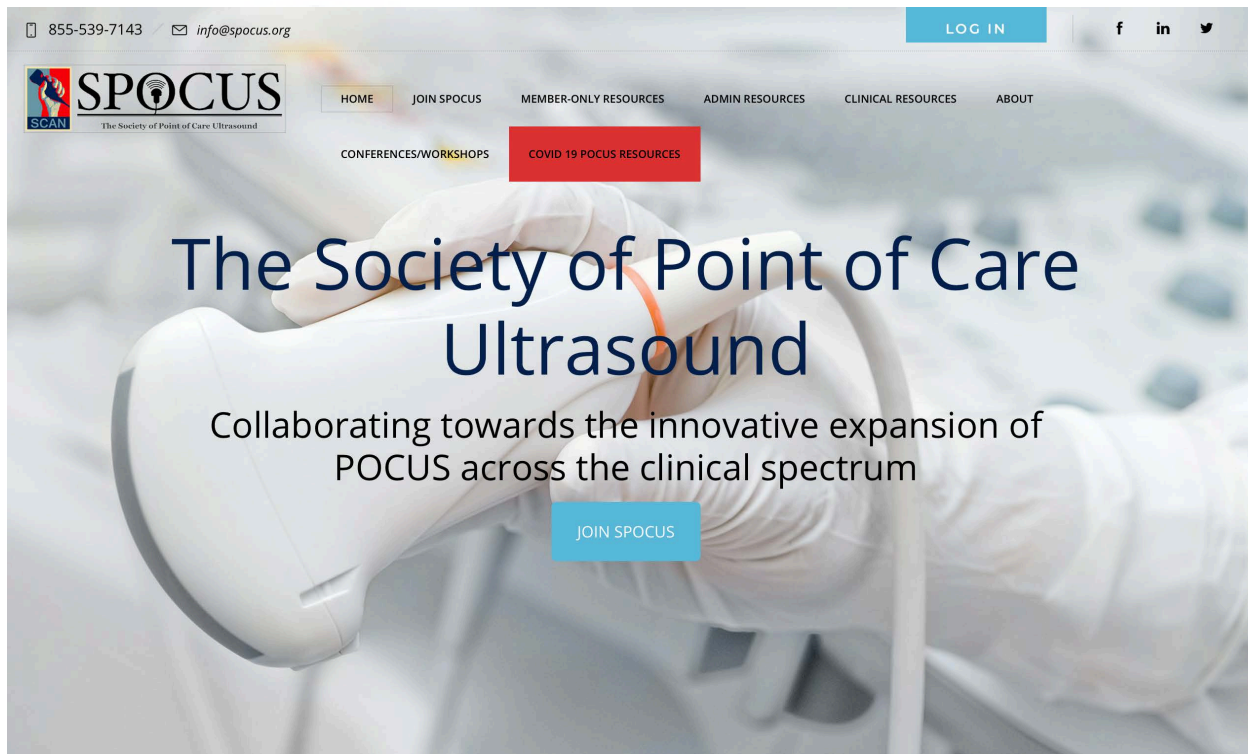 855-539-7143
info@spocus.org
LOG IN
SPOCUS
SCAN
The Society of Point of Care Ultrasound
HOME
JOIN SPOCUS
MEMBER-ONLY RESOURCES
ADMIN RESOURCES
CLINICAL RESOURCES
ABOUT
CONFERENCES/WORKSHOPS
COVID 19 POCUS RESOURCES
The Society of Point of Care
Ultrasound
Collaborating towards the innovative expansion of
POCUS across the clinical spectrum
JOIN SPOCUS